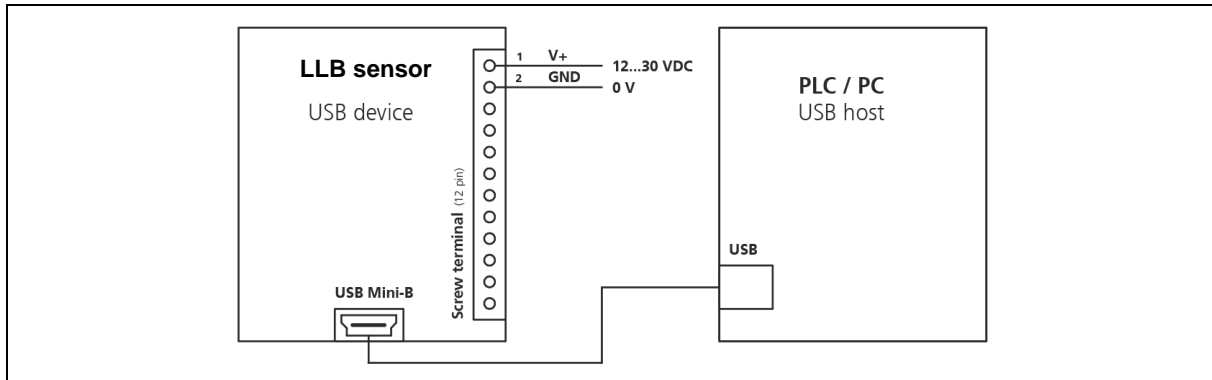 LLB sensor
USB device
1 V+ 12...30 VDC
2 GND 0 V
Screw terminal (12 pin)
USB Mini-B
PLC / PC
USB host
USB